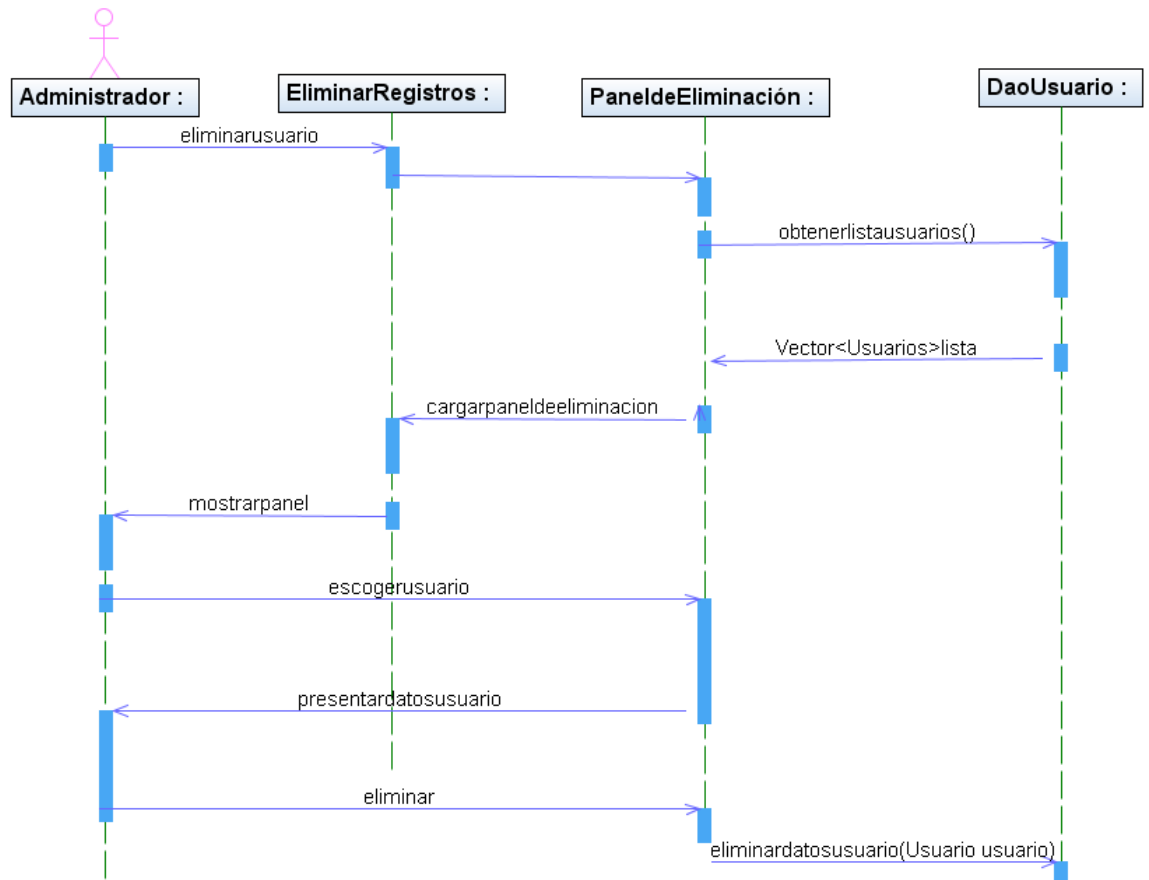 Administrador :
EliminarRegistros :
PaneldeEliminación :
DaoUsuario :
eliminarusuario
obtenerlistausuarios()
Vector<Usuarios>lista
cargarpaneldeeliminacion
mostrarpanel
escogerusuario
presentardatosusuario
eliminar
eliminardatosusuario(Usuario usuario)